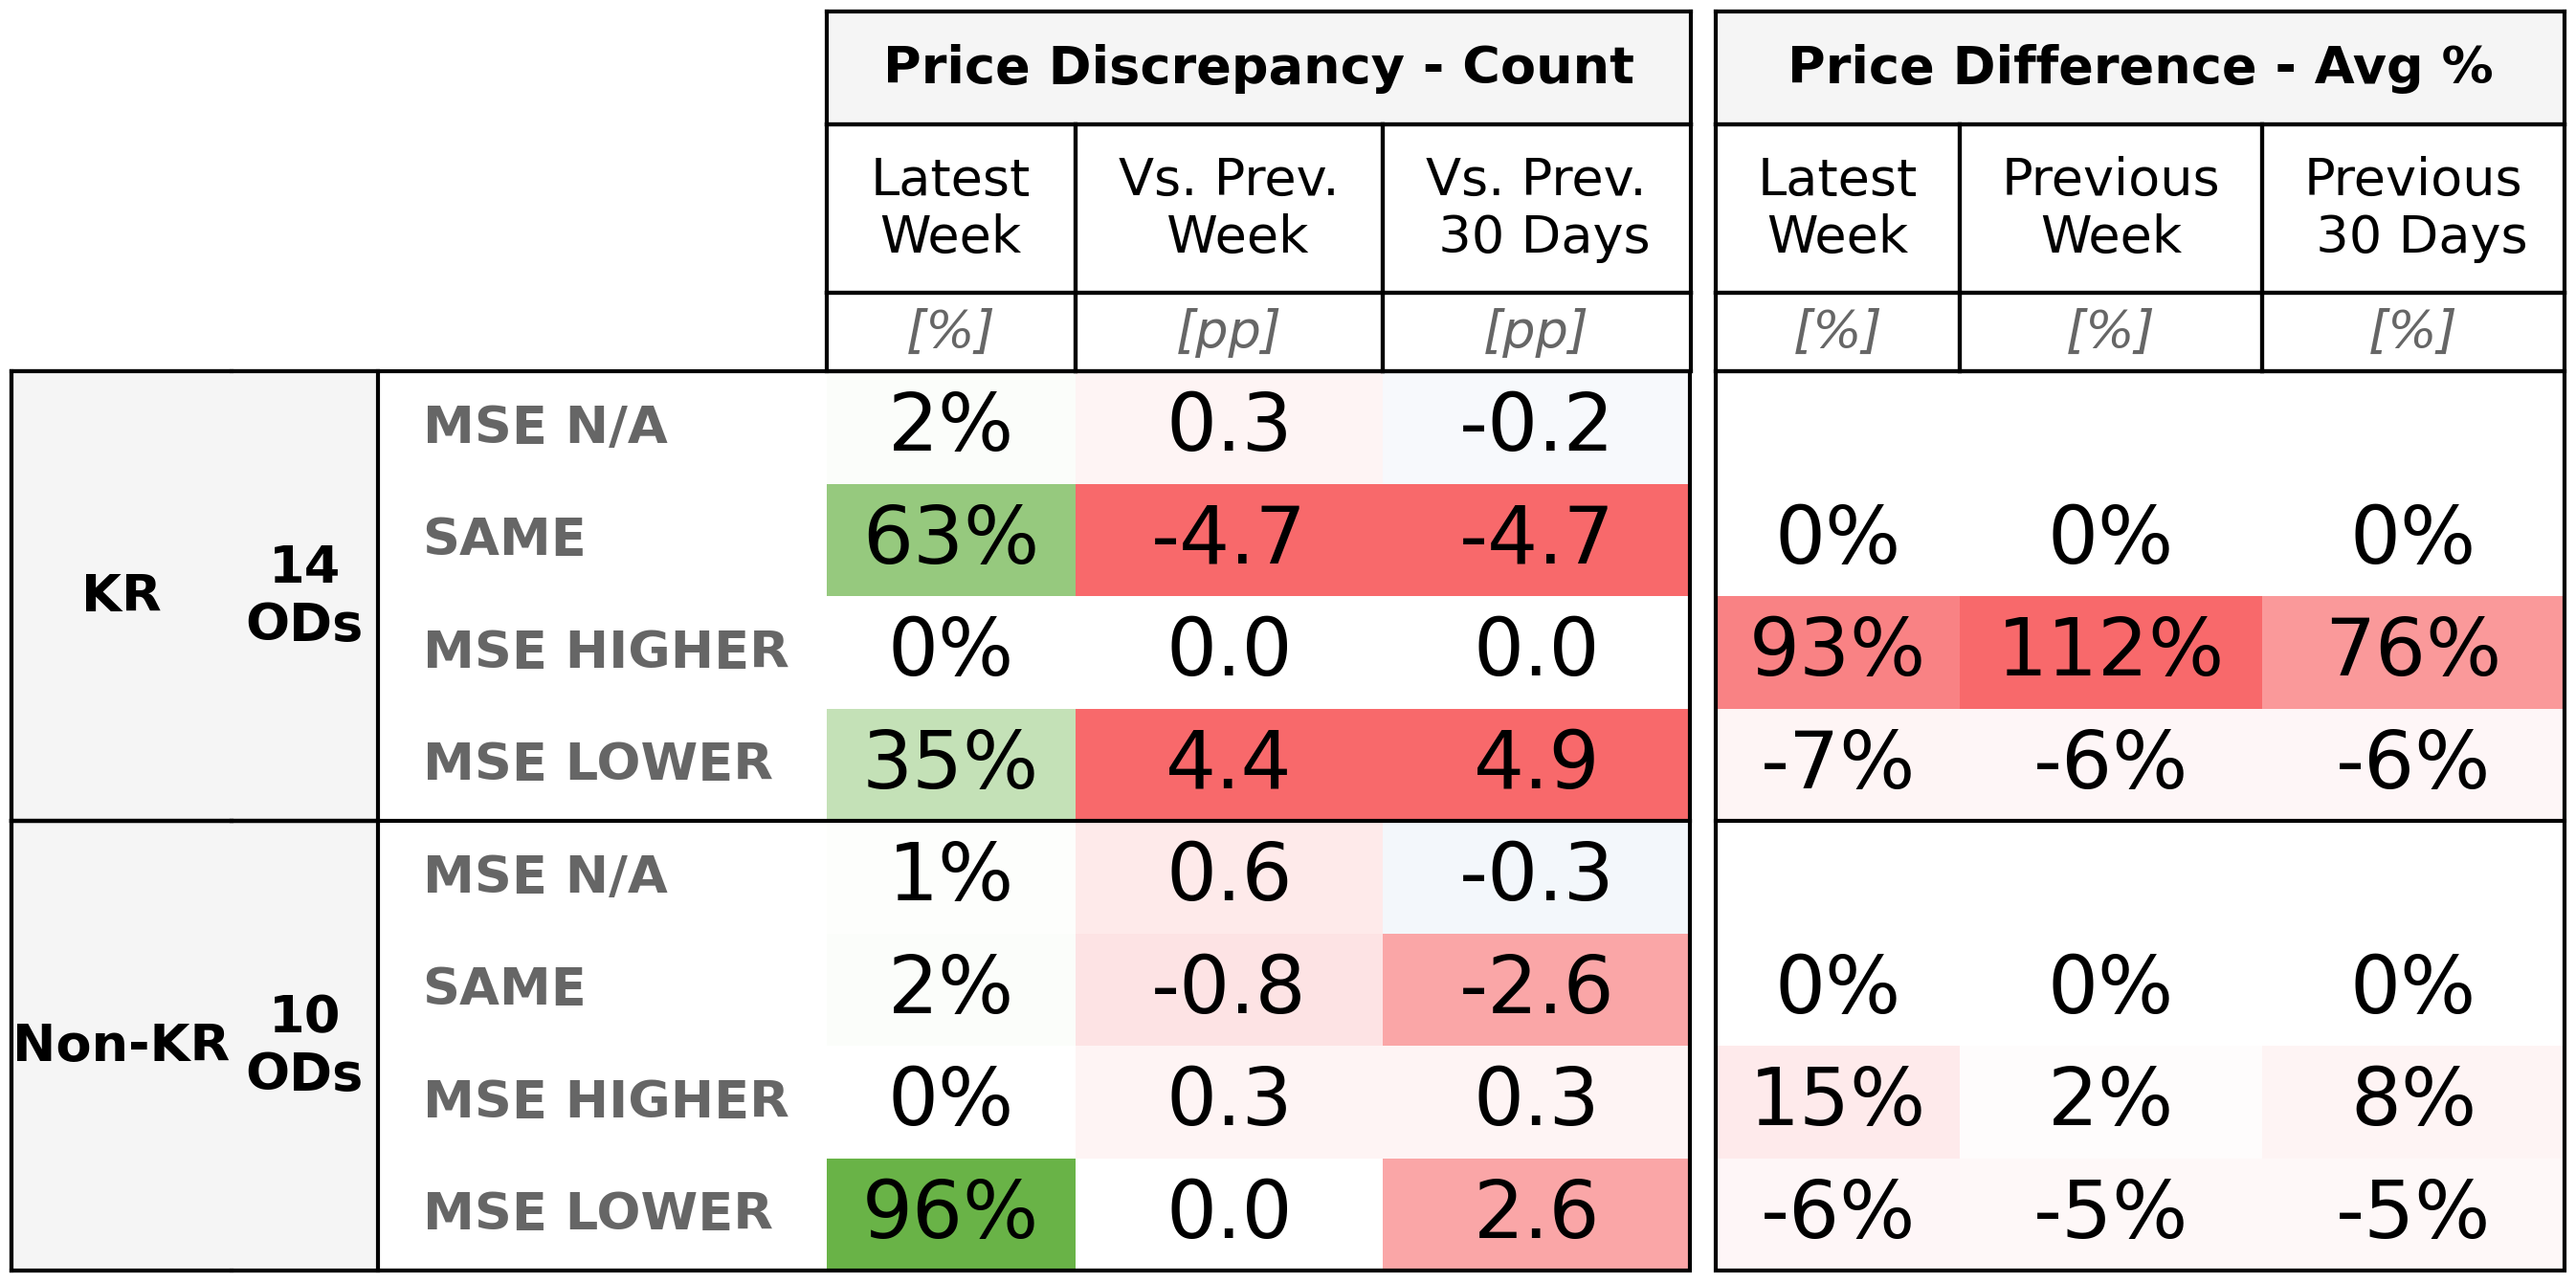 Price Discrepancy - Count
Price Difference - Avg %
Latest Week
Vs. Prev. Week
Vs. Prev. 30 Days
Latest Week
Previous Week
Previous 30 Days
[%] [pp] [pp] [%] [%] [%]
KR
14 ODs
MSE N/A 2% 0.3 -0.2
SAME 63% -4.7 -4.7 0% 0% 0%
MSE HIGHER 0% 0.0 0.0 93% 112% 76%
MSE LOWER 35% 4.4 4.9 -7% -6% -6%
Non-KR
10 ODs
MSE N/A 1% 0.6 -0.3
SAME 2% -0.8 -2.6 0% 0% 0%
MSE HIGHER 0% 0.3 0.3 15% 2% 8%
MSE LOWER 96% 0.0 2.6 -6% -5% -5%